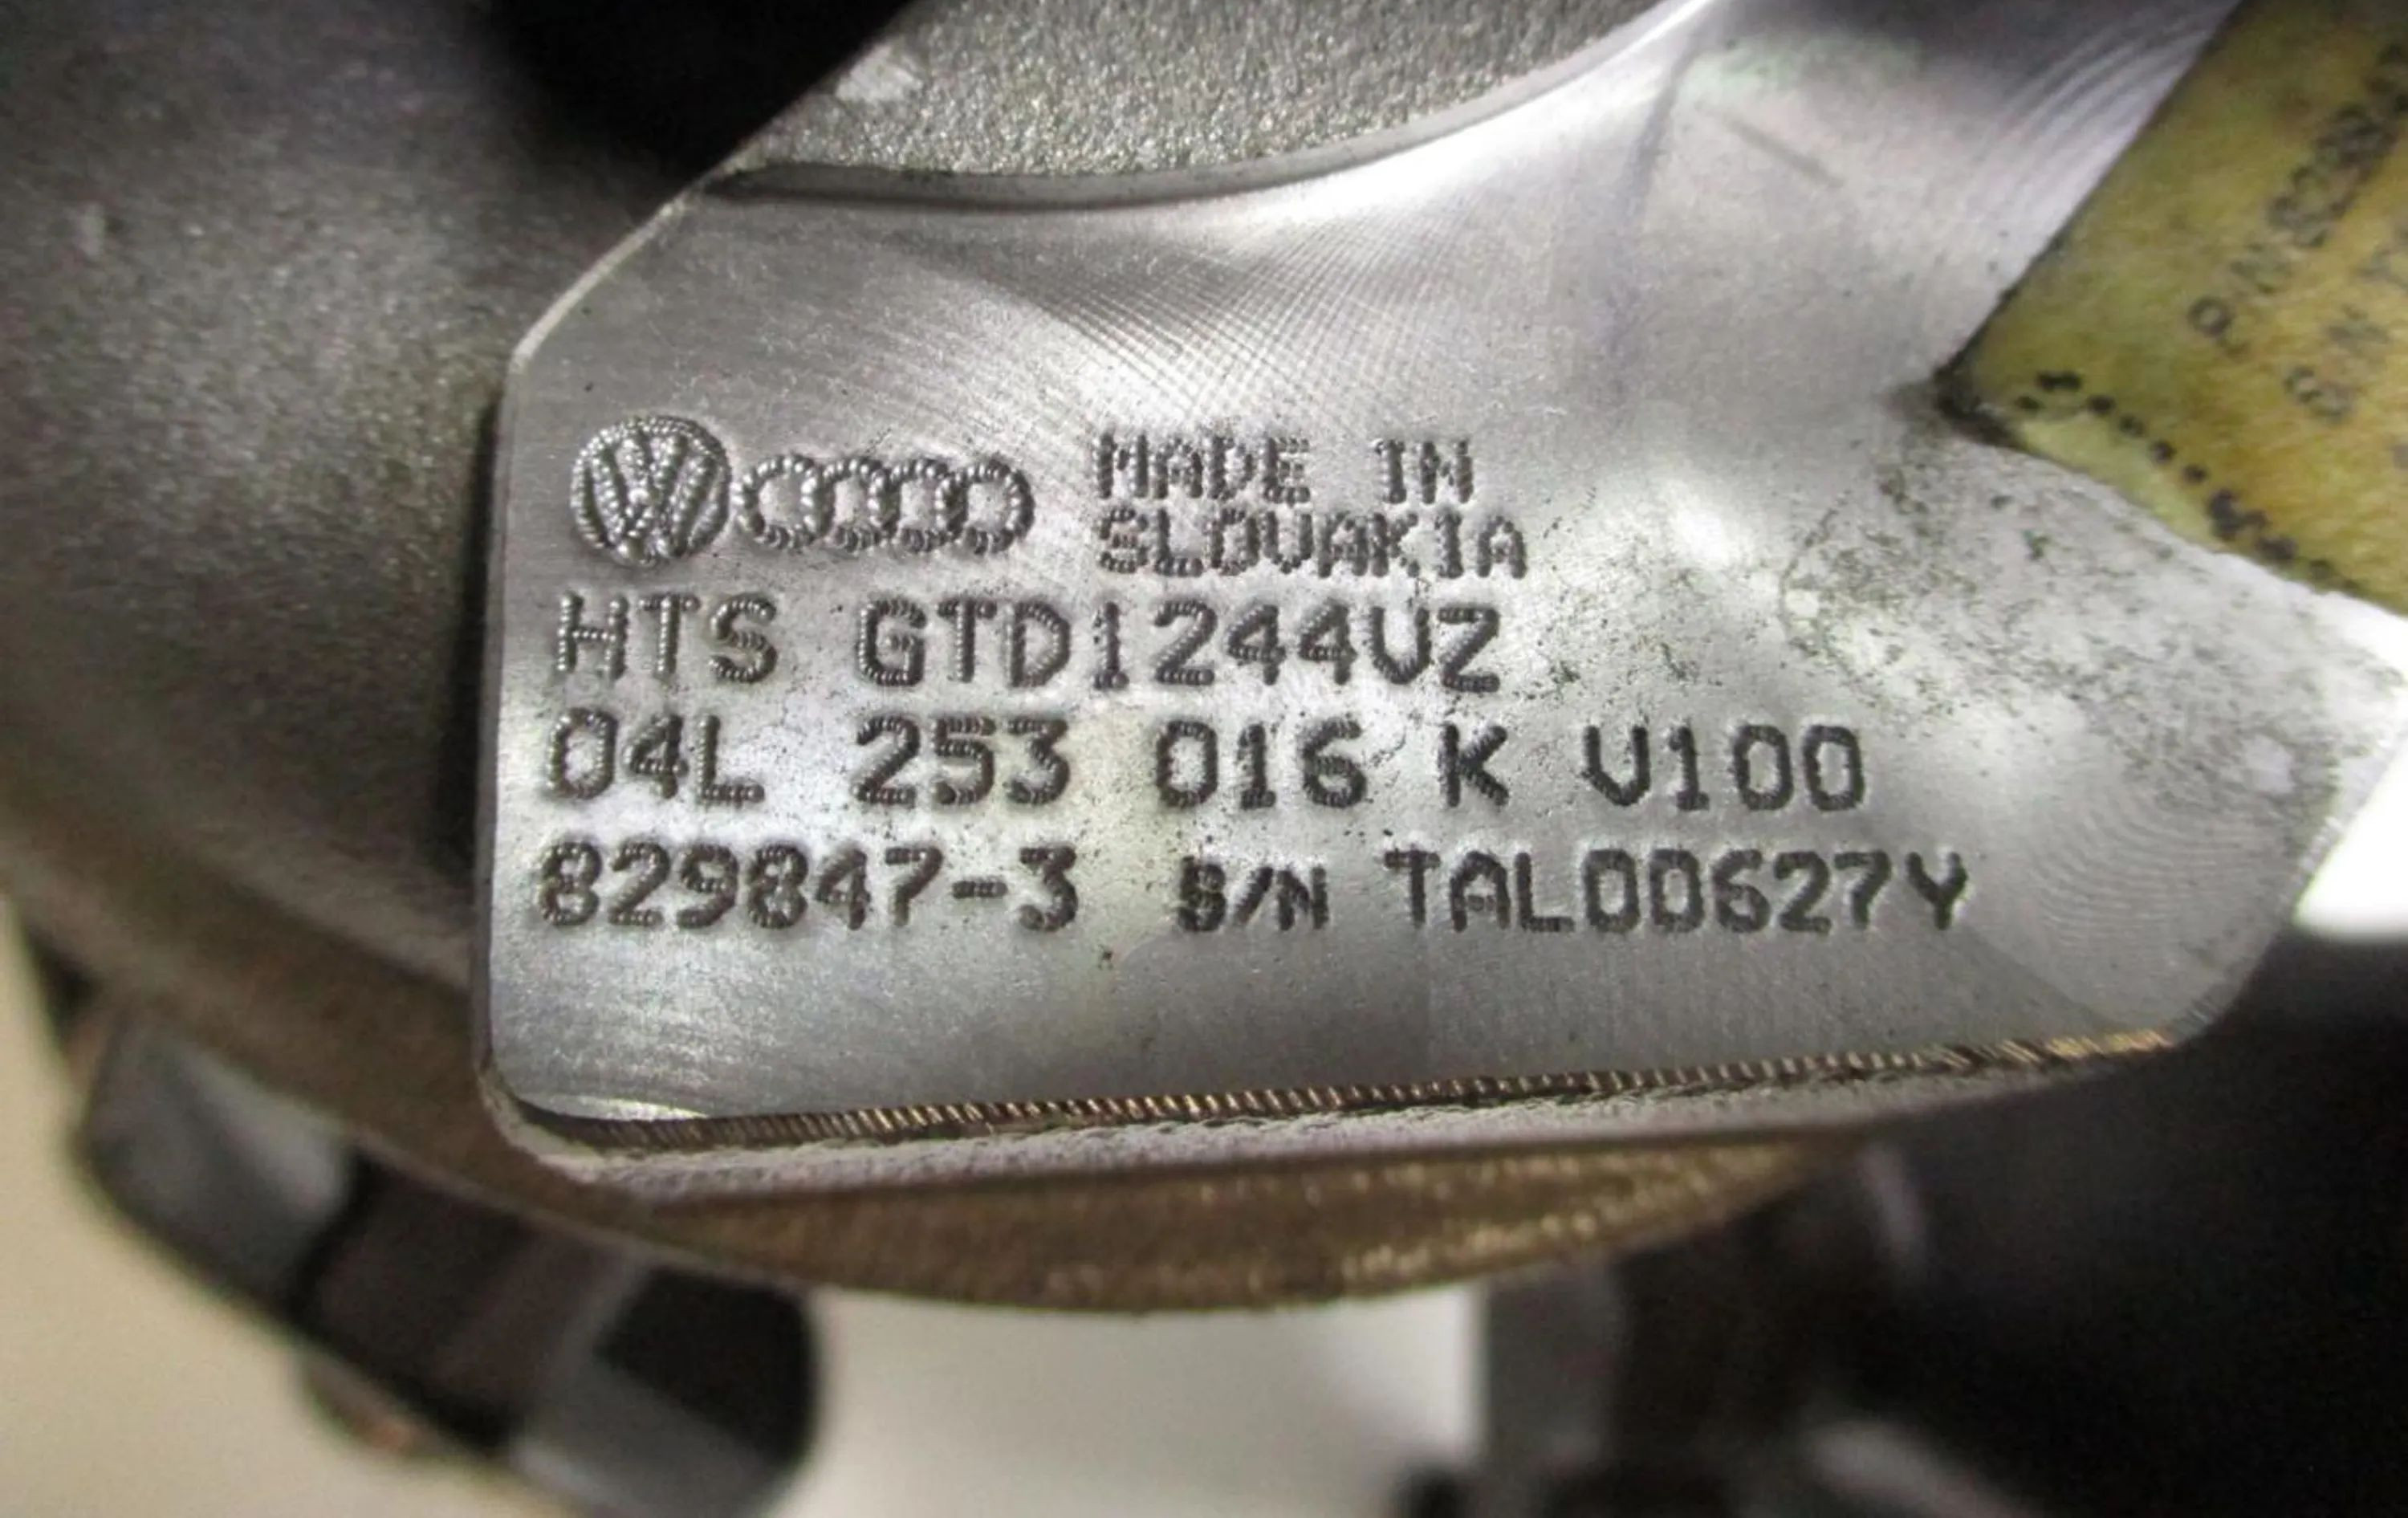 MADE IN
SLOVAKIA
HTS GTD1244VZ
04L 253 016 K V100
829847-3 S/N TAL00627Y